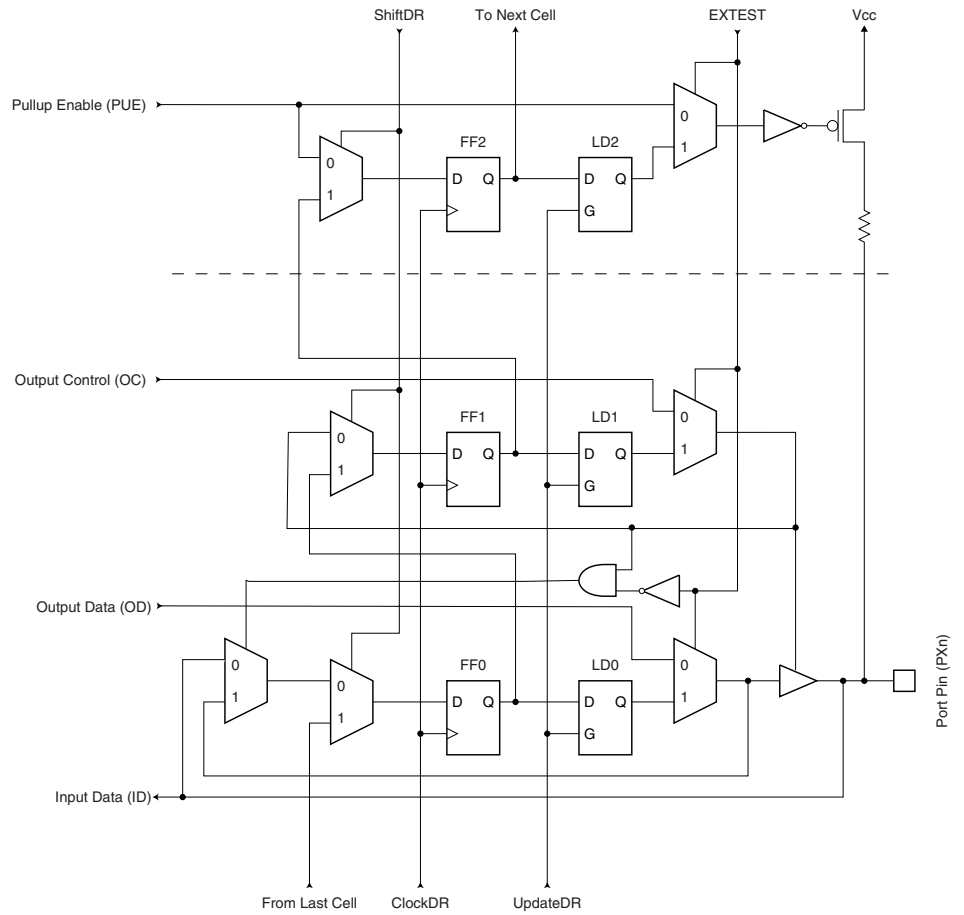 ShiftDR
To Next Cell
EXTEST
Vcc
Pullup Enable (PUE)
0
1
FF2
D Q
LD2
D Q
G
0
1
Output Control (OC)
0
1
FF1
D Q
LD1
D Q
G
0
1
Output Data (OD)
0
1
0
1
FF0
D Q
LD0
D Q
G
0
1
Port Pin (PXn)
Input Data (ID)
From Last Cell
ClockDR
UpdateDR